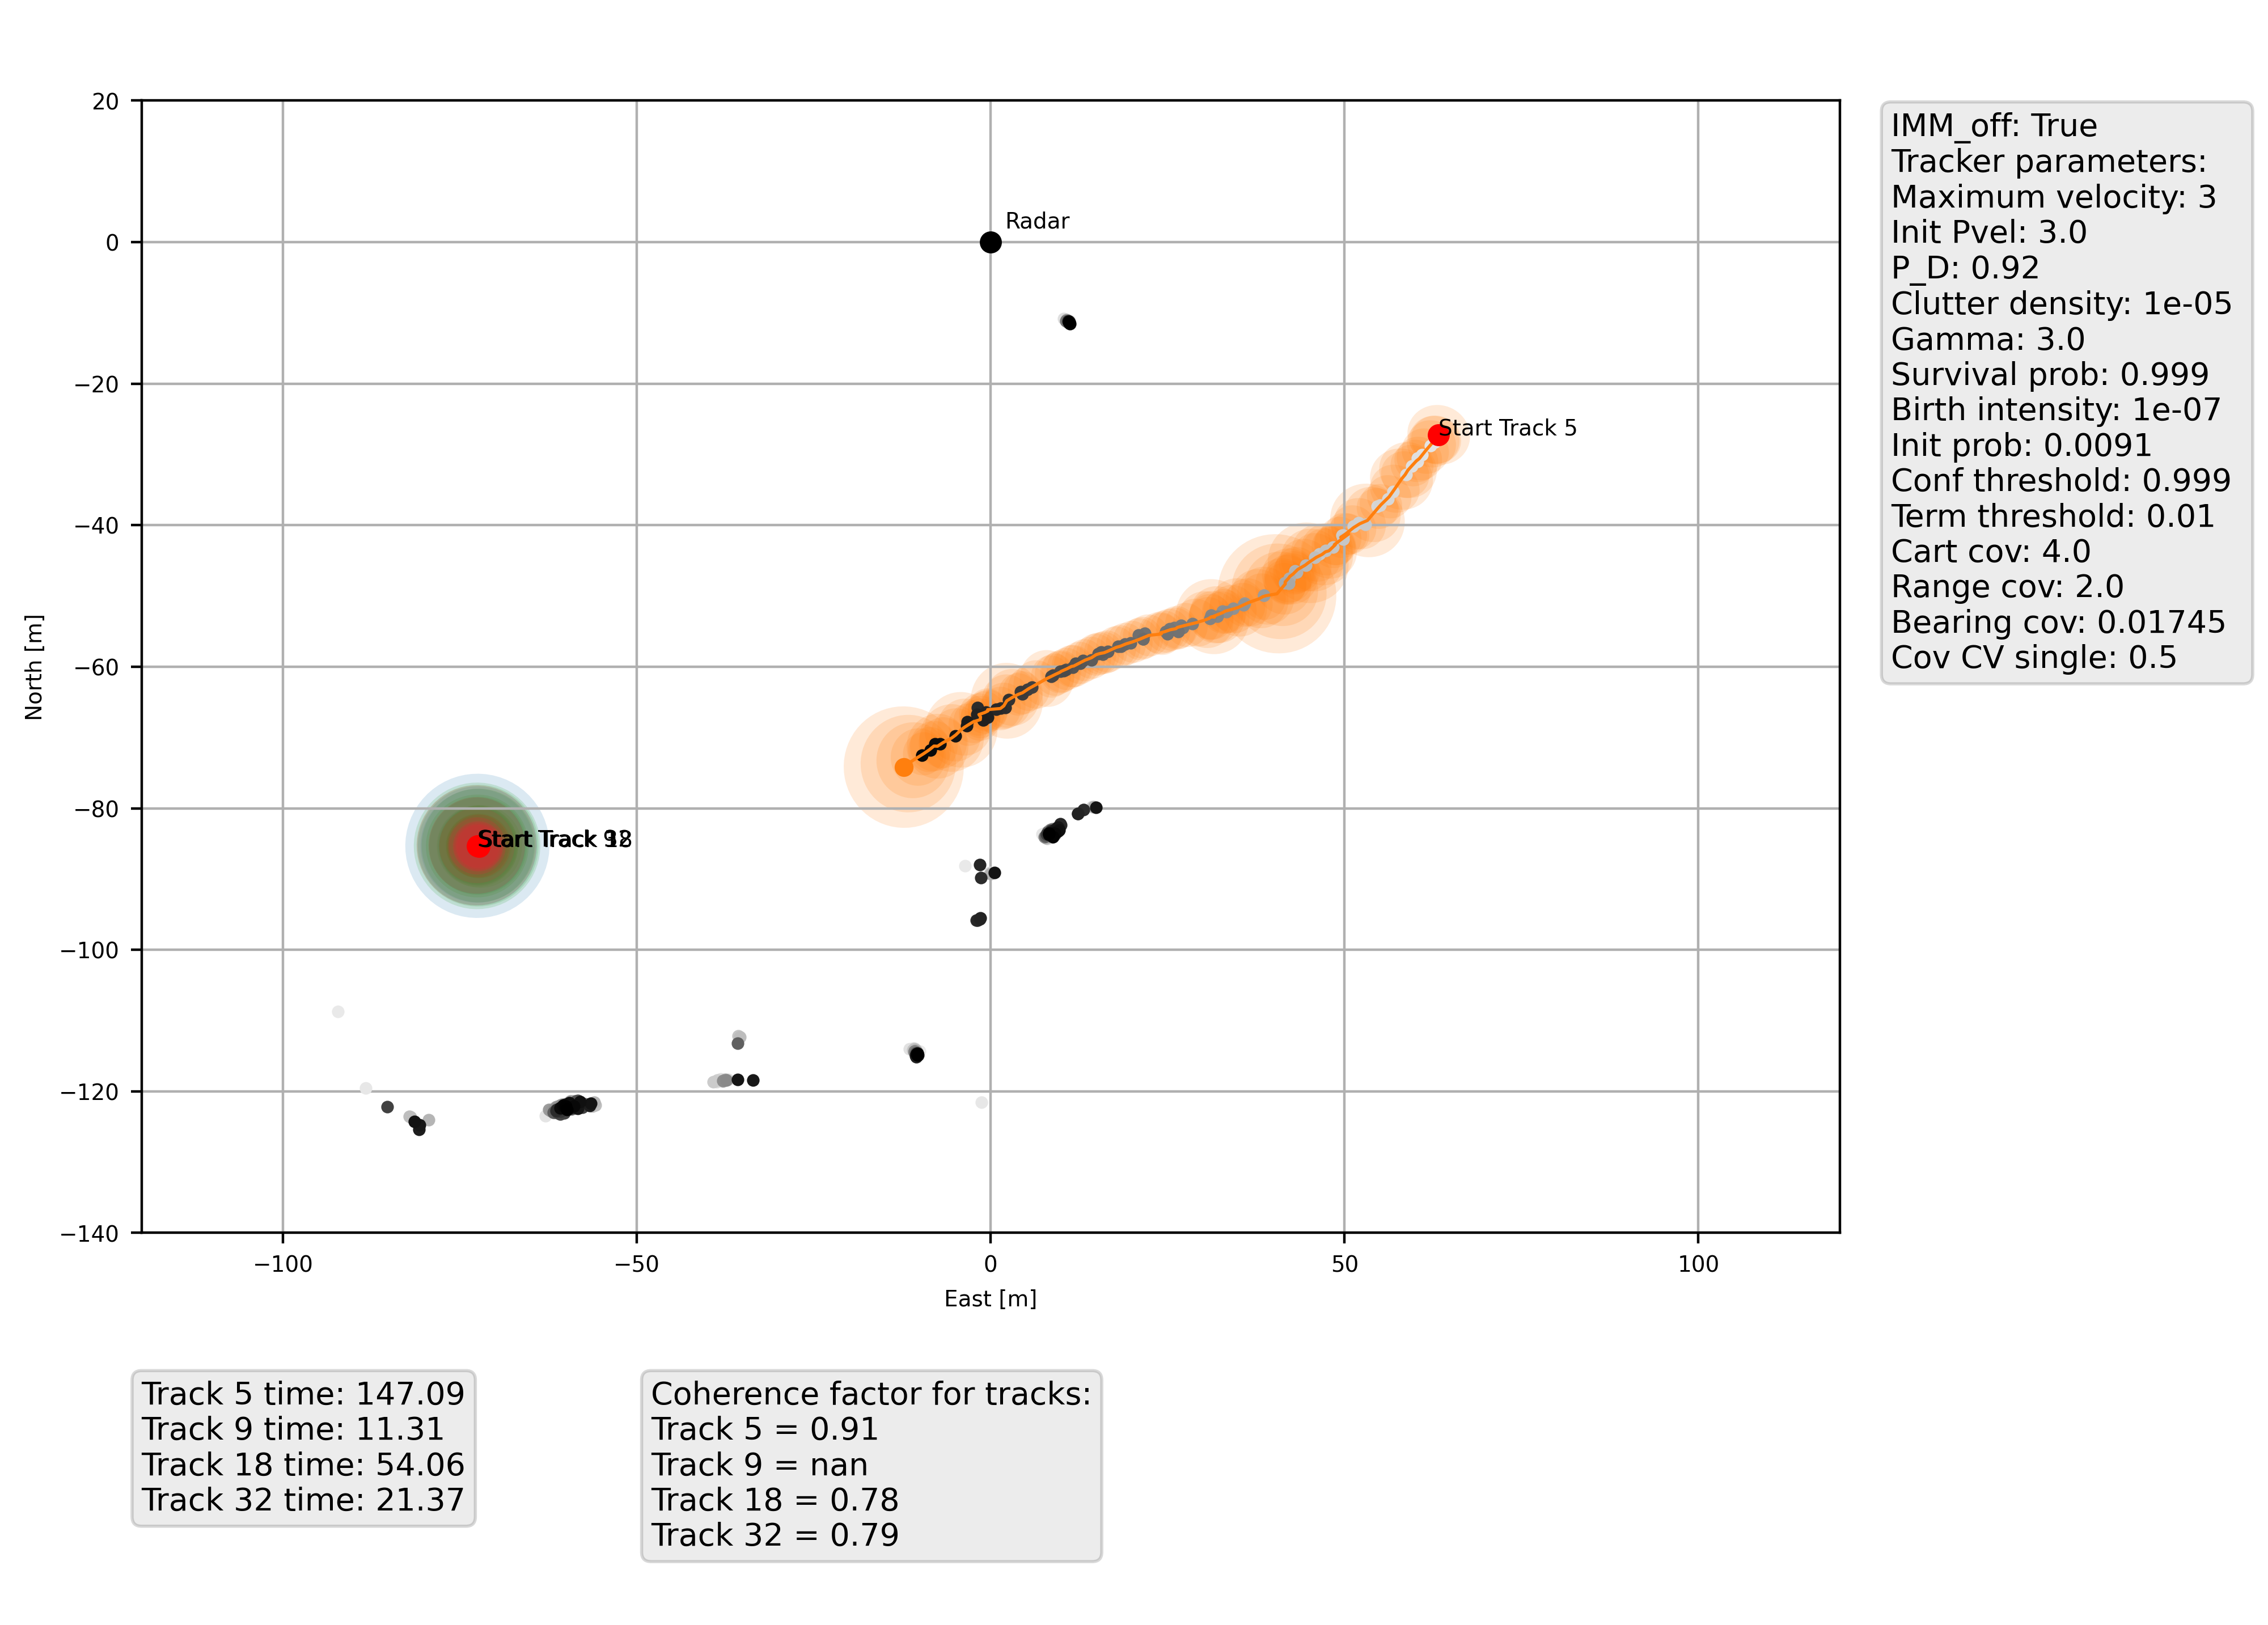 20
0
−20
−40
−60
−80
−100
−120
−140
−100
−50
0
50
100
North [m]
East [m]
Radar
Start Track 5
Start Track
IMM_off: True
Tracker parameters:
Maximum velocity: 3
Init Pvel: 3.0
P_D: 0.92
Clutter density: 1e-05
Gamma: 3.0
Survival prob: 0.999
Birth intensity: 1e-07
Init prob: 0.0091
Conf threshold: 0.999
Term threshold: 0.01
Cart cov: 4.0
Range cov: 2.0
Bearing cov: 0.01745
Cov CV single: 0.5
Track 5 time: 147.09
Track 9 time: 11.31
Track 18 time: 54.06
Track 32 time: 21.37
Coherence factor for tracks:
Track 5 = 0.91
Track 9 = nan
Track 18 = 0.78
Track 32 = 0.79